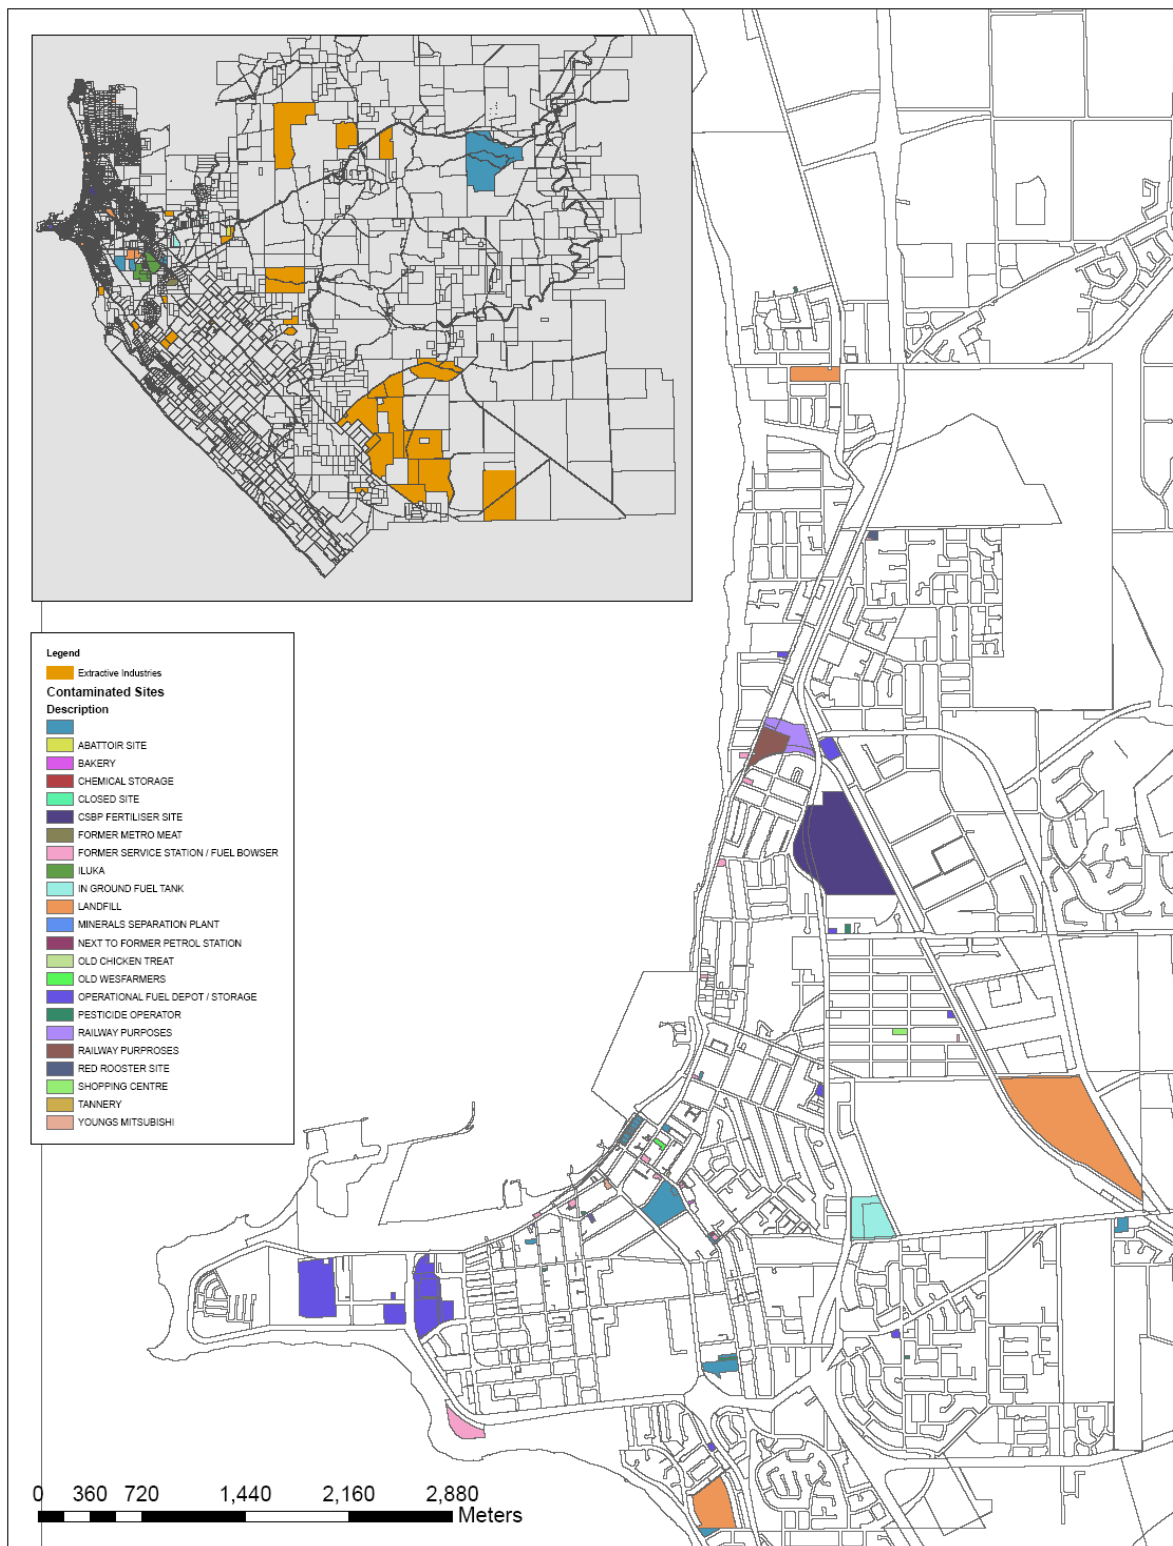 Legend
Extractive Industries
Contaminated Sites
Description
ABATTOIR SITE
BAKERY
CHEMICAL STORAGE
CLOSED SITE
CSBP FERTILISER SITE
FORMER METRO MEAT
FORMER SERVICE STATION / FUEL BOWSER
ILUKA
IN GROUND FUEL TANK
LANDFILL
MINERALS SEPARATION PLANT
NEXT TO FORMER PETROL STATION
OLD CHICKEN TREAT
OLD WESFARMERS
OPERATIONAL FUEL DEPOT / STORAGE
PESTICIDE OPERATOR
RAILWAY PURPOSES
RAILWAY PURPROSES
RED ROOSTER SITE
SHOPPING CENTRE
TANNERY
YOUNGS MITSUBISHI
0 360 720 1,440 2,160 2,880
Meters